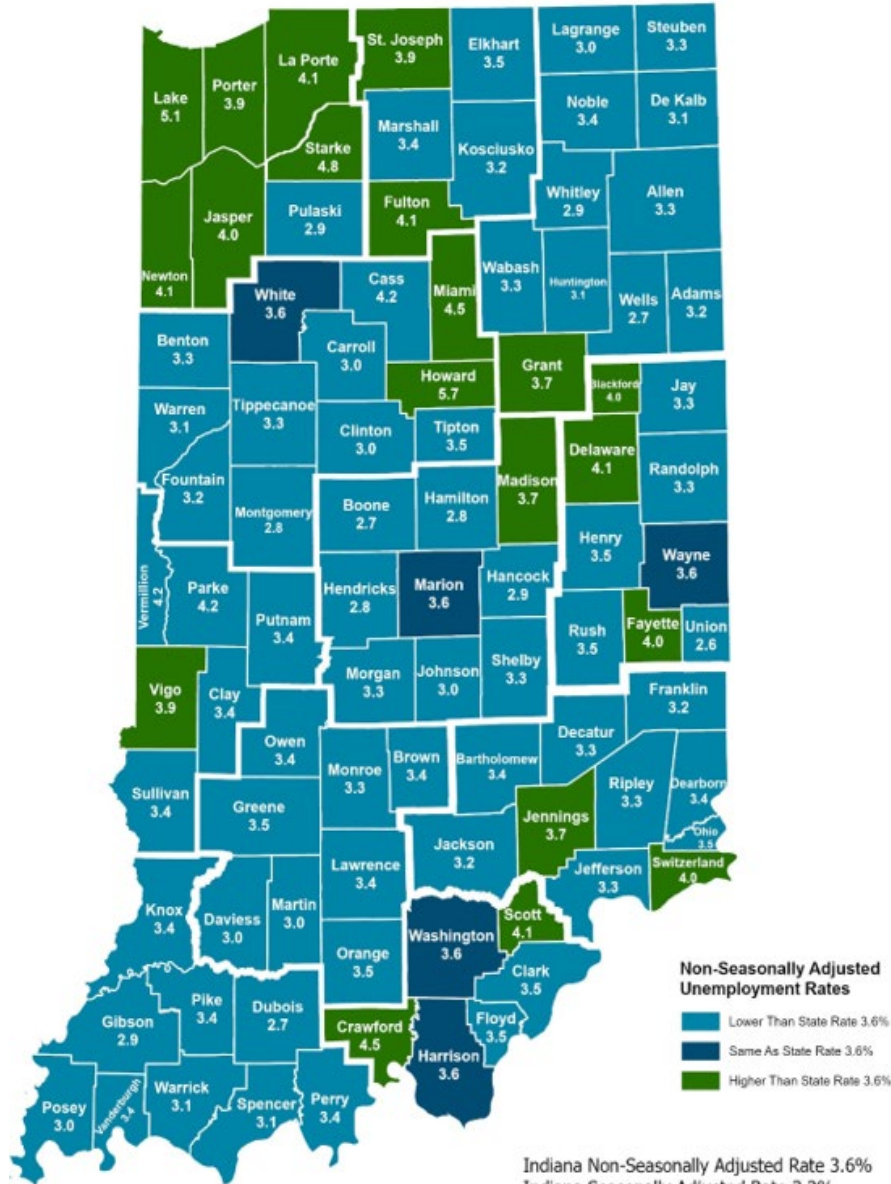 St. Joseph
3.9
Elkhart
3.5
Lagrange
3.0
Steuben
3.3
La Porte
4.1
Porter
3.9
Lake
5.1
Noble
3.4
De Kalb
3.1
Marshall
3.4
Kosciusko
3.2
Starke
4.8
Whitley
2.9
Allen
3.3
Jasper
4.0
Pulaski
2.9
Fulton
4.1
Newton
4.1
White
3.6
Cass
4.2
Miami
4.5
Wabash
3.3
Huntington
3.1
Wells
2.7
Adams
3.2
Benton
3.3
Carroll
3.0
Howard
5.7
Grant
3.7
Blackford
4.0
Jay
3.3
Warren
3.1
Tippecanoe
3.3
Clinton
3.0
Tipton
3.5
Madison
3.7
Delaware
4.1
Randolph
3.3
Fountain
3.2
Montgomery
2.8
Boone
2.7
Hamilton
2.8
Henry
3.5
Wayne
3.6
Vermillion
4.2
Parke
4.2
Putnam
3.4
Hendricks
2.8
Marion
3.6
Hancock
2.9
Rush
3.5
Fayette
4.0
Union
2.6
Vigo
3.9
Clay
3.4
Morgan
3.3
Johnson
3.0
Shelby
3.3
Franklin
3.2
Owen
3.4
Monroe
3.3
Brown
3.4
Bartholomew
3.4
Decatur
3.3
Ripley
3.3
Dearborn
3.4
Sullivan
3.4
Greene
3.5
Jennings
3.7
Ohio
3.5
Jackson
3.2
Lawrence
3.4
Jefferson
3.3
Switzerland
4.0
Knox
3.4
Daviess
3.0
Martin
3.0
Scott
4.1
Washington
3.6
Orange
3.5
Clark
3.5
Pike
3.4
Dubois
2.7
Gibson
2.9
Crawford
4.5
Floyd
3.5
Harrison
3.6
Posey
3.0
Vanderburgh
3.4
Warrick
3.1
Spencer
3.1
Perry
3.4
Non-Seasonally Adjusted
Unemployment Rates
Lower Than State Rate 3.6%
Same As State Rate 3.6%
Higher Than State Rate 3.6%
Indiana Non-Seasonally Adjusted Rate 3.6%
Indiana Seasonally Adjusted Rate